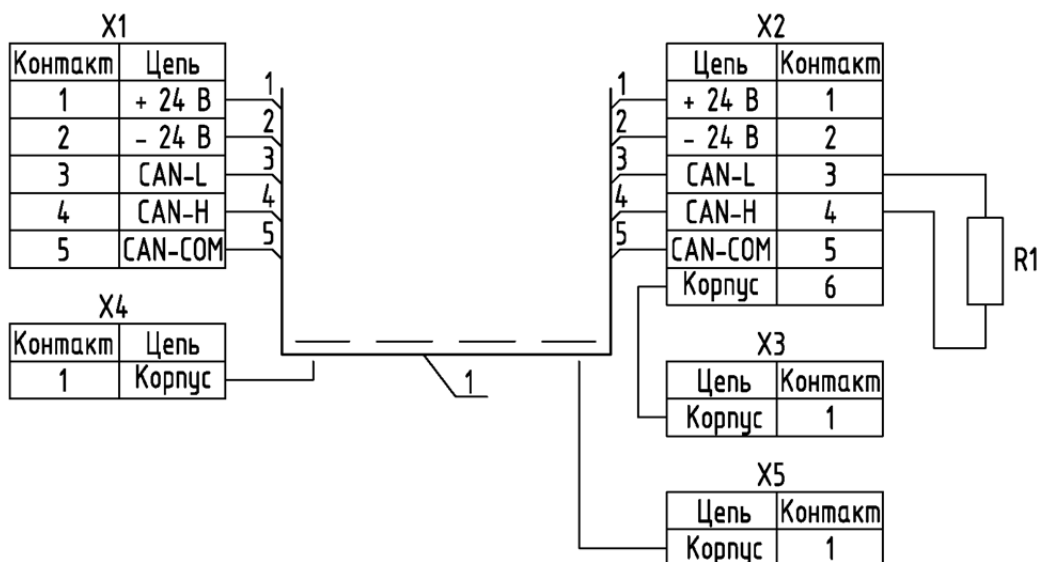 X1
Контакт Цепь
1 + 24 В 1
2 - 24 В 2
3 CAN-L 3
4 CAN-H 4
5 CAN-COM 5
X4
Контакт Цепь
1 Корпус
1
X2
Цепь Контакт
1 + 24 В 1
2 - 24 В 2
3 CAN-L 3
4 CAN-H 4
5 CAN-COM 5
Корпус 6
R1
X3
Цепь Контакт
Корпус 1
X5
Цепь Контакт
Корпус 1